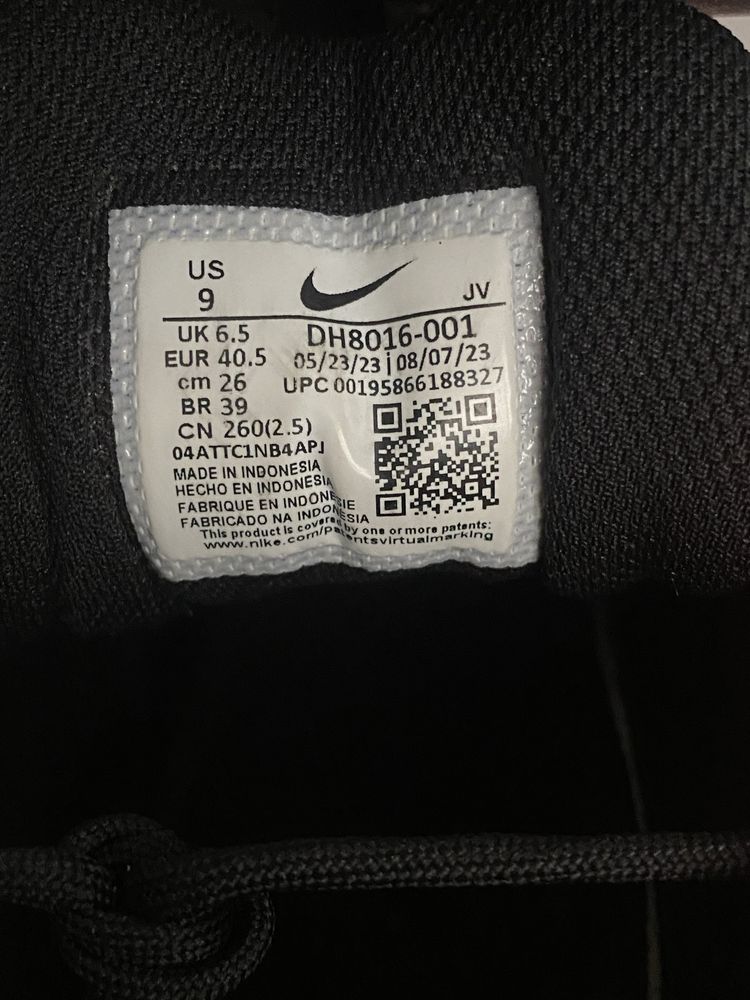 US
9
JV
UK 6.5
DH8016-001
EUR 40.5
05/23/23 | 08/07/23
cm 26
UPC 00195866188327
BR 39
CN 260(2.5)
04ATTC1NB4APJ
MADE IN INDONESIA
HECHO EN INDONESIA
FABRIQUE EN INDONESIE
FABRICADO NA INDONESIA
This product is covered by one or more patents:
www.nike.com/patentsvirtualmarking